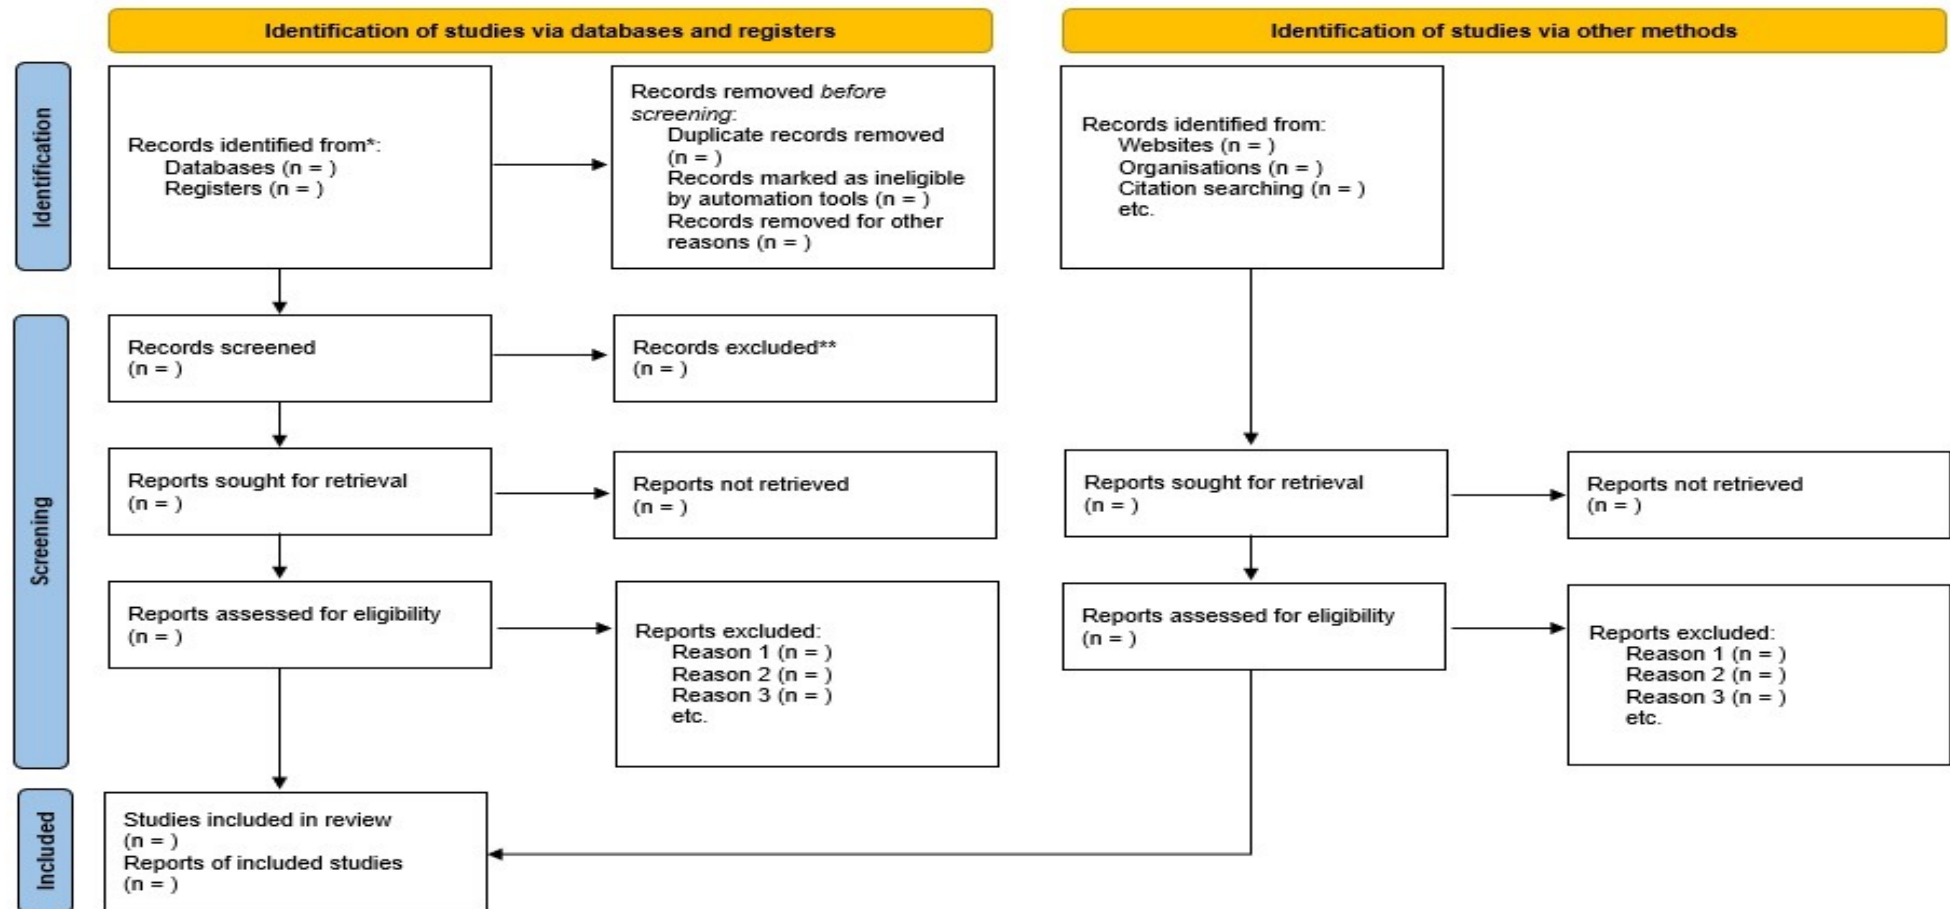 Identification of studies via databases and registers
Identification of studies via other methods
Identification
Records identified from*:
Databases (n = )
Registers (n = )
Records removed before
screening:
Duplicate records removed
(n = )
Records marked as ineligible
by automation tools (n = )
Records removed for other
reasons (n = )
Records identified from:
Websites (n = )
Organisations (n = )
Citation searching (n = )
etc.
Screening
Records screened
(n = )
Records excluded**
(n = )
Reports sought for retrieval
(n = )
Reports not retrieved
(n = )
Reports sought for retrieval
(n = )
Reports not retrieved
(n = )
Reports assessed for eligibility
(n = )
Reports excluded:
Reason 1 (n = )
Reason 2 (n = )
Reason 3 (n = )
etc.
Reports assessed for eligibility
(n = )
Reports excluded:
Reason 1 (n = )
Reason 2 (n = )
Reason 3 (n = )
etc.
Included
Studies included in review
(n = )
Reports of included studies
(n = )